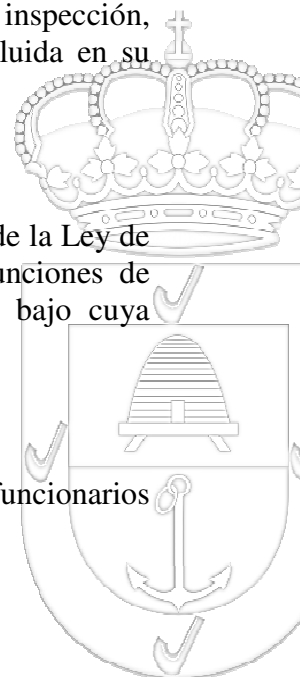 inspección,
luida en su
de la Ley de
unciones de
bajo cuya
funcionarios